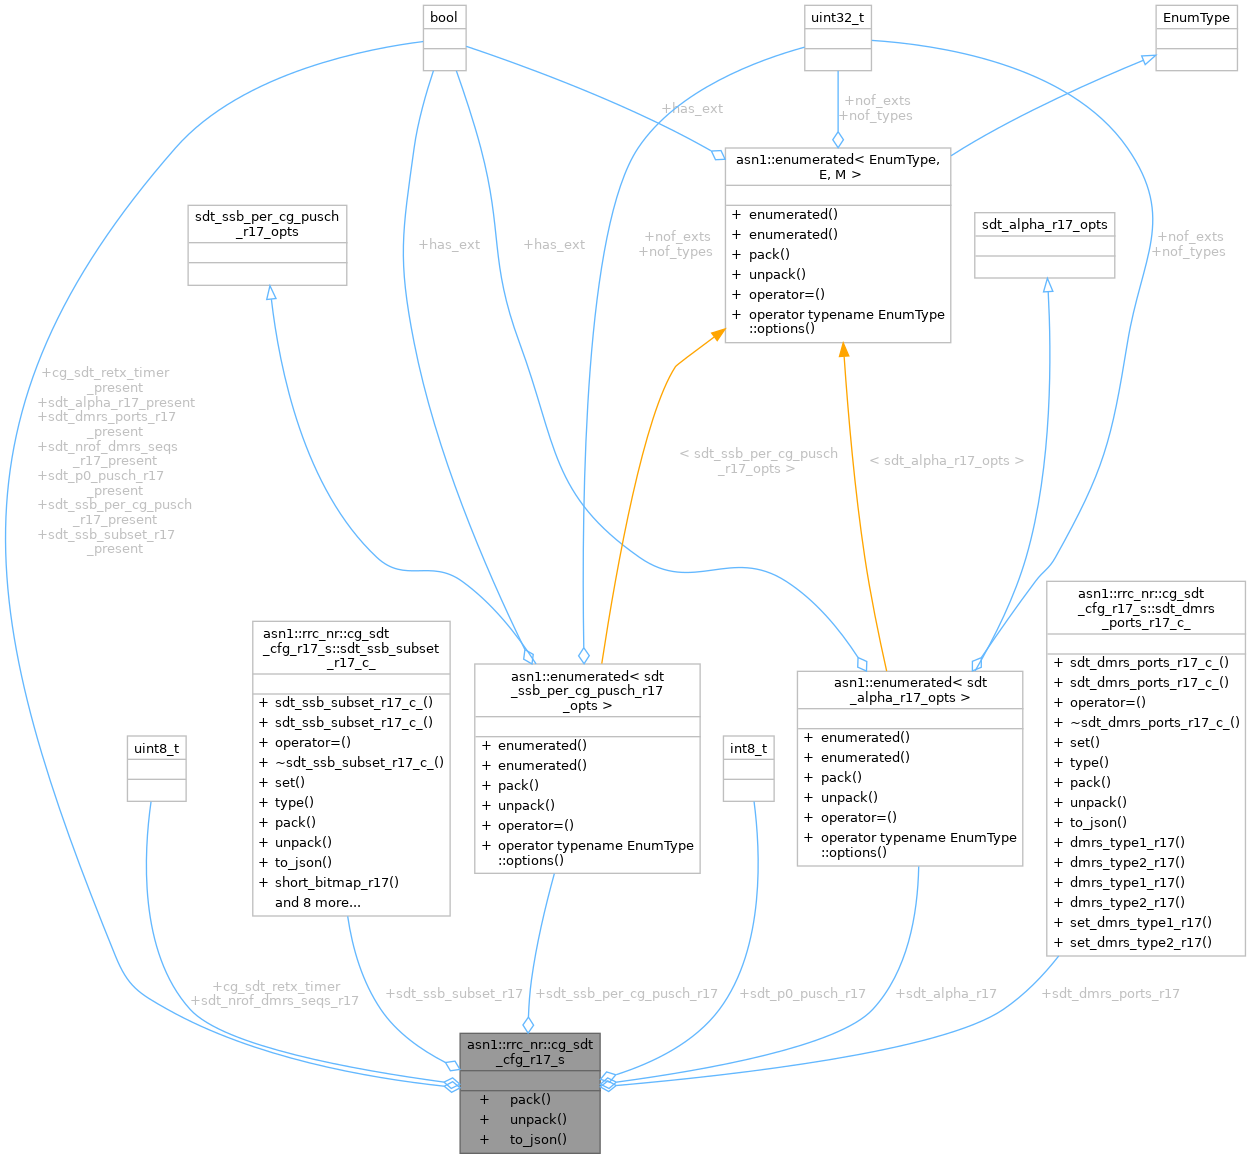 bool
uint32_t
EnumType
+has_ext
+nof_exts
+nof_types
asn1::enumerated< EnumType,
E, M >
+ enumerated()
+ enumerated()
+ pack()
+ unpack()
+ operator=()
+ operator typename EnumType
::options()
sdt_ssb_per_cg_pusch
_r17_opts
sdt_alpha_r17_opts
+has_ext
+has_ext
+nof_exts
+nof_types
+nof_exts
+nof_types
+cg_sdt_retx_timer
_present
+sdt_alpha_r17_present
+sdt_dmrs_ports_r17
_present
+sdt_nrof_dmrs_seqs
_r17_present
+sdt_p0_pusch_r17
_present
+sdt_ssb_per_cg_pusch
_r17_present
+sdt_ssb_subset_r17
_present
< sdt_ssb_per_cg_pusch
_r17_opts >
< sdt_alpha_r17_opts >
uint8_t
asn1::rrc_nr::cg_sdt
_cfg_r17_s::sdt_ssb_subset
_r17_c_
+ sdt_ssb_subset_r17_c_()
+ sdt_ssb_subset_r17_c_()
+ operator=()
+ ~sdt_ssb_subset_r17_c_()
+ set()
+ type()
+ pack()
+ unpack()
+ to_json()
+ short_bitmap_r17()
and 8 more...
asn1::enumerated< sdt
_ssb_per_cg_pusch_r17
_opts >
+ enumerated()
+ enumerated()
+ pack()
+ unpack()
+ operator=()
+ operator typename EnumType
::options()
int8_t
asn1::enumerated< sdt
_alpha_r17_opts >
+ enumerated()
+ enumerated()
+ pack()
+ unpack()
+ operator=()
+ operator typename EnumType
::options()
asn1::rrc_nr::cg_sdt
_cfg_r17_s::sdt_dmrs
_ports_r17_c_
+ sdt_dmrs_ports_r17_c_()
+ sdt_dmrs_ports_r17_c_()
+ operator=()
+ ~sdt_dmrs_ports_r17_c_()
+ set()
+ type()
+ pack()
+ unpack()
+ to_json()
+ dmrs_type1_r17()
+ dmrs_type2_r17()
+ dmrs_type1_r17()
+ dmrs_type2_r17()
+ set_dmrs_type1_r17()
+ set_dmrs_type2_r17()
+cg_sdt_retx_timer
+sdt_nrof_dmrs_seqs_r17
+sdt_ssb_subset_r17
+sdt_ssb_per_cg_pusch_r17
+sdt_p0_pusch_r17
+sdt_alpha_r17
+sdt_dmrs_ports_r17
asn1::rrc_nr::cg_sdt
_cfg_r17_s
+ pack()
+ unpack()
+ to_json()